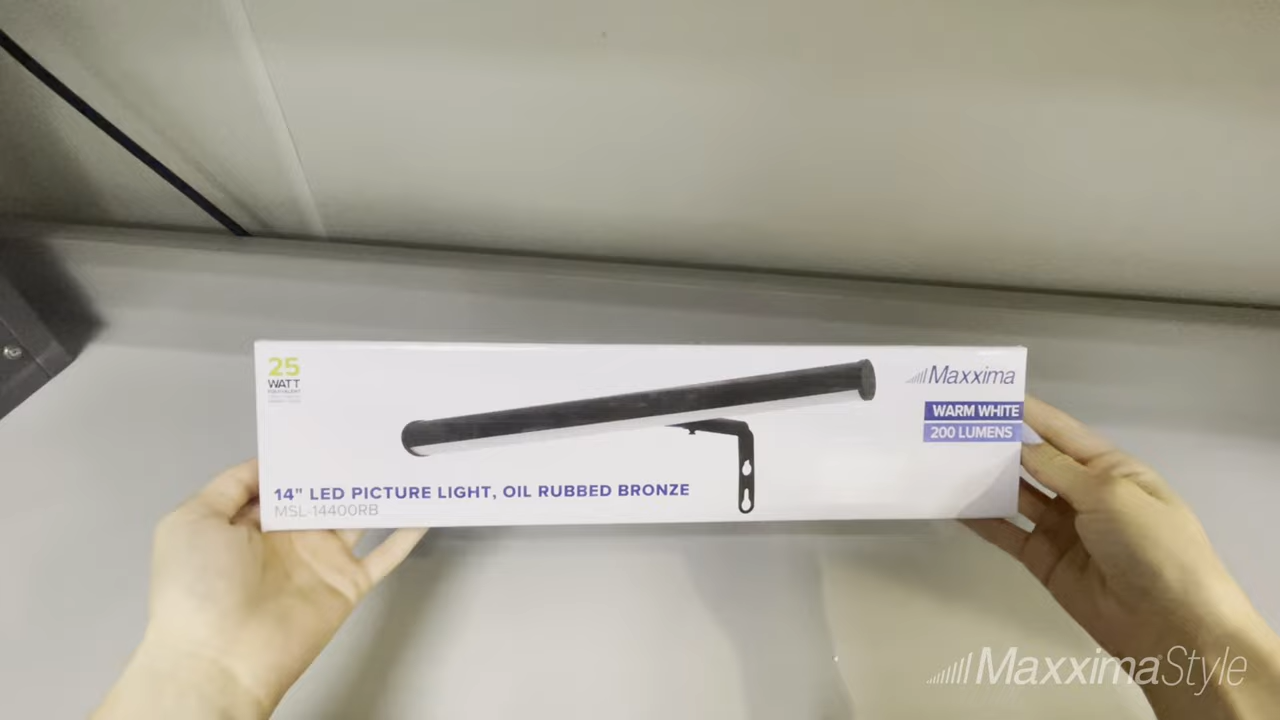 25
WATT
Maxxima
WARM WHITE
200 LUMENS
14" LED PICTURE LIGHT, OIL RUBBED BRONZE
MSL-14400RB
MaxximaStyle